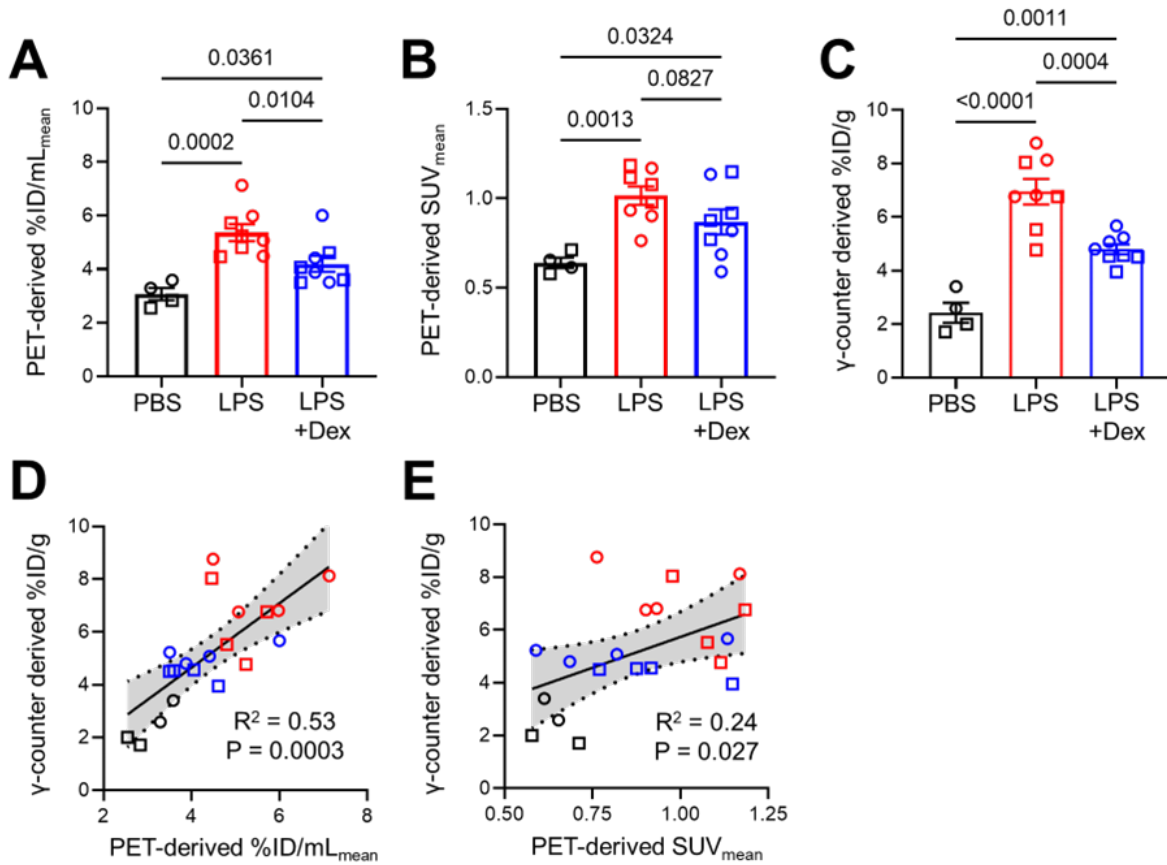 A
0.0361
0.0104
0.0002
PET-derived %ID/mLmean
10
8
6
4
2
0
PBS
LPS
LPS
+Dex
B
0.0324
0.0827
0.0013
PET-derived SUVmean
1.5
1.0
0.5
0.0
PBS
LPS
LPS
+Dex
C
0.0011
0.0004
<0.0001
γ-counter derived %ID/g
10
8
6
4
2
0
PBS
LPS
LPS
+Dex
D
γ-counter derived %ID/g
10
8
6
4
2
0
R² = 0.53
P = 0.0003
2
4
6
8
PET-derived %ID/mLmean
E
γ-counter derived %ID/g
10
8
6
4
2
0
R² = 0.24
P = 0.027
0.50
0.75
1.00
1.25
PET-derived SUVmean